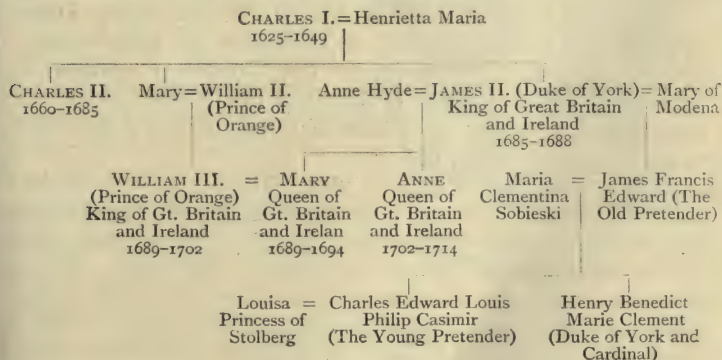 CHARLES I. = Henrietta Maria
1625–1649
CHARLES II. Mary = William II. Anne Hyde = JAMES II. (Duke of York) = Mary of
1660–1685 (Prince of King of Great Britain Modena
Orange) and Ireland
1685–1688
WILLIAM III. = MARY ANNE Maria = James Francis
(Prince of Orange) Queen of Queen of Clementina Edward (The
King of Gt. Britain Gt. Britain Gt. Britain Sobieski Old Pretender)
and Ireland and Irelan and Ireland
1689–1702 1689–1694 1702–1714
Louisa = Charles Edward Louis Henry Benedict
Princess of Philip Casimir Marie Clement
Stolberg (The Young Pretender) (Duke of York and
Cardinal)